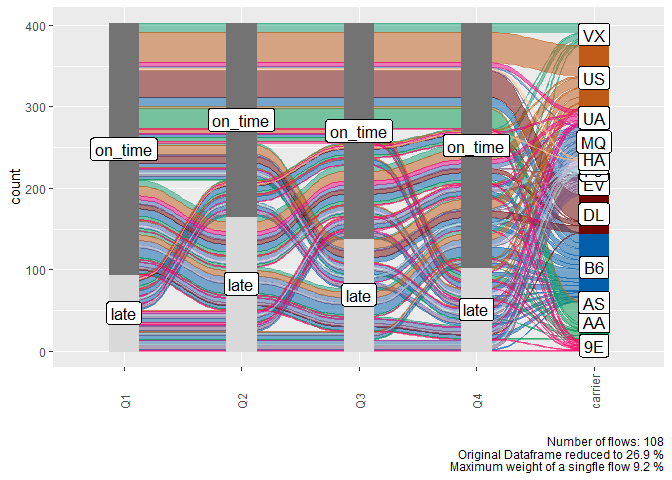 400
300
200
100
0
count
on_time
late
on_time
late
on_time
late
on_time
late
VX
US
UA
MQ
HA
EV
DL
B6
AS
AA
9E
Q1
Q2
Q3
Q4
carrier
Number of flows: 108
Original Dataframe reduced to 26.9 %
Maximum weight of a singfle flow 9.2 %